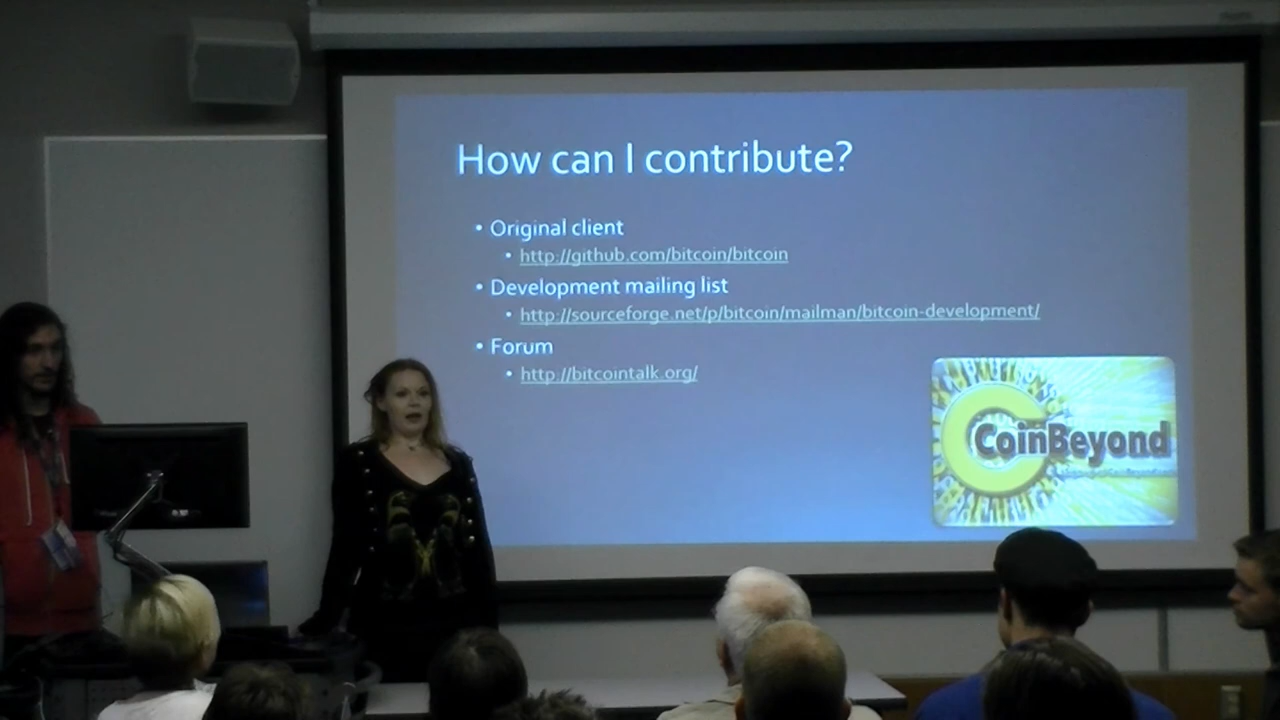 How can I contribute?
• Original client
• http://github.com/bitcoin/bitcoin
• Development mailing list
• http://sourceforge.net/p/bitcoin/mailman/bitcoin-development/
• Forum
• http://bitcointalk.org/
CoinBeyond